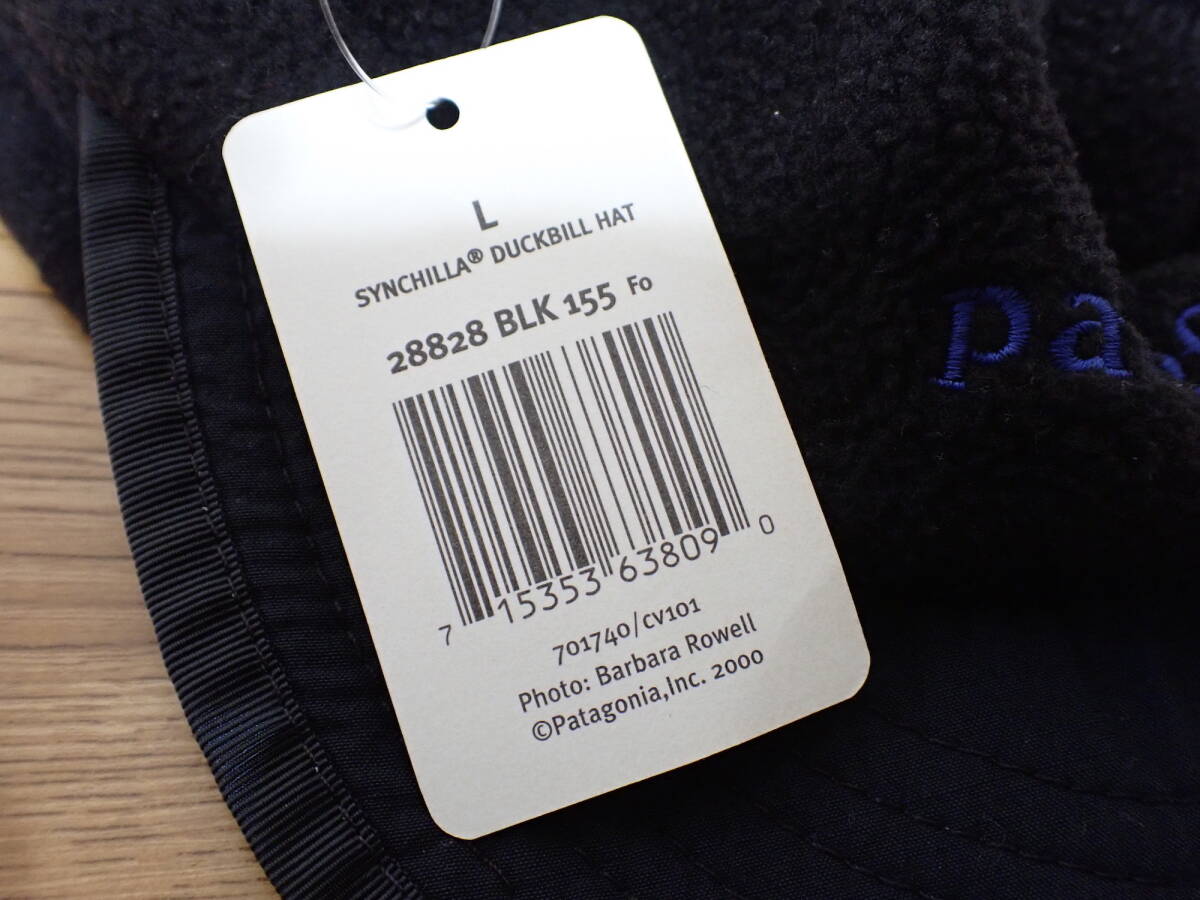 L
SYNCHILLA® DUCKBILL HAT
28828 BLK 155 F0
7 15353 63809 0
701740/CV101
Photo: Barbara Rowell
©Patagonia,Inc. 2000
pa.s